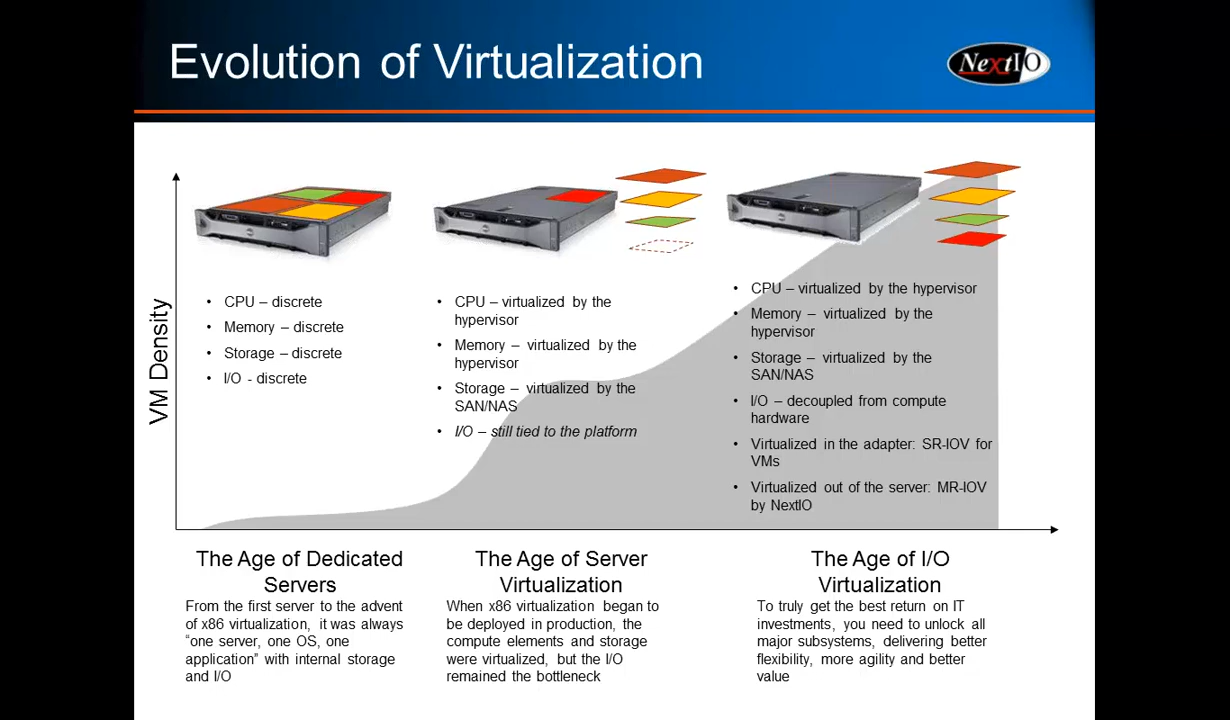 Evolution of Virtualization
NextIO
VM Density
• CPU – discrete
• Memory – discrete
• Storage – discrete
• I/O - discrete
• CPU – virtualized by the
hypervisor
• Memory – virtualized by the
hypervisor
• Storage – virtualized by the
SAN/NAS
• I/O – still tied to the platform
• CPU – virtualized by the hypervisor
• Memory – virtualized by the
hypervisor
• Storage – virtualized by the
SAN/NAS
• I/O – decoupled from compute
hardware
• Virtualized in the adapter: SR-IOV for
VMs
• Virtualized out of the server: MR-IOV
by NextIO
The Age of Dedicated
Servers
From the first server to the advent
of x86 virtualization, it was always
“one server, one OS, one
application” with internal storage
and I/O
The Age of Server
Virtualization
When x86 virtualization began to
be deployed in production, the
compute elements and storage
were virtualized, but the I/O
remained the bottleneck
The Age of I/O
Virtualization
To truly get the best return on IT
investments, you need to unlock all
major subsystems, delivering better
flexibility, more agility and better
value